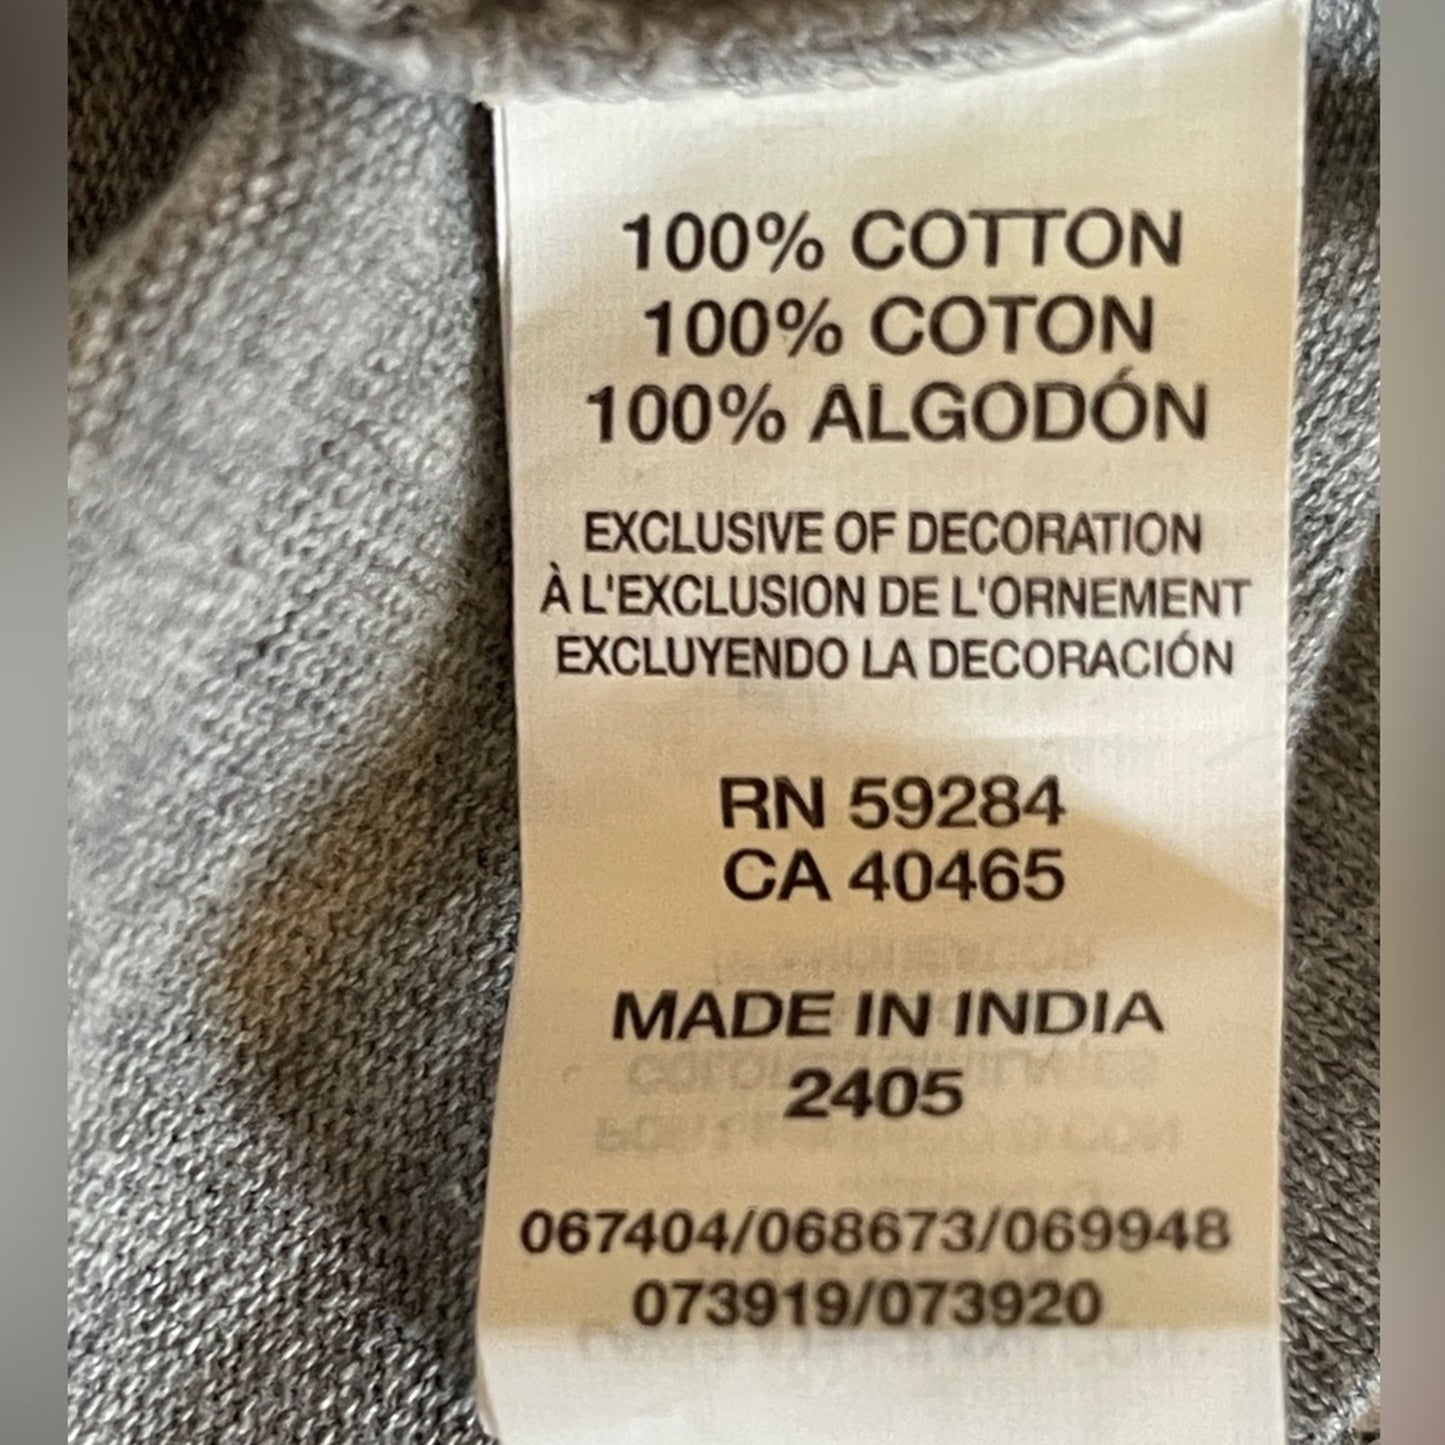 100% COTTON
100% COTON
100% ALGODÓN
EXCLUSIVE OF DECORATION
À L'EXCLUSION DE L'ORNEMENT
EXCLUYENDO LA DECORACIÓN
RN 59284
CA 40465
MADE IN INDIA
2405
067404/068673/069948
073919/073920